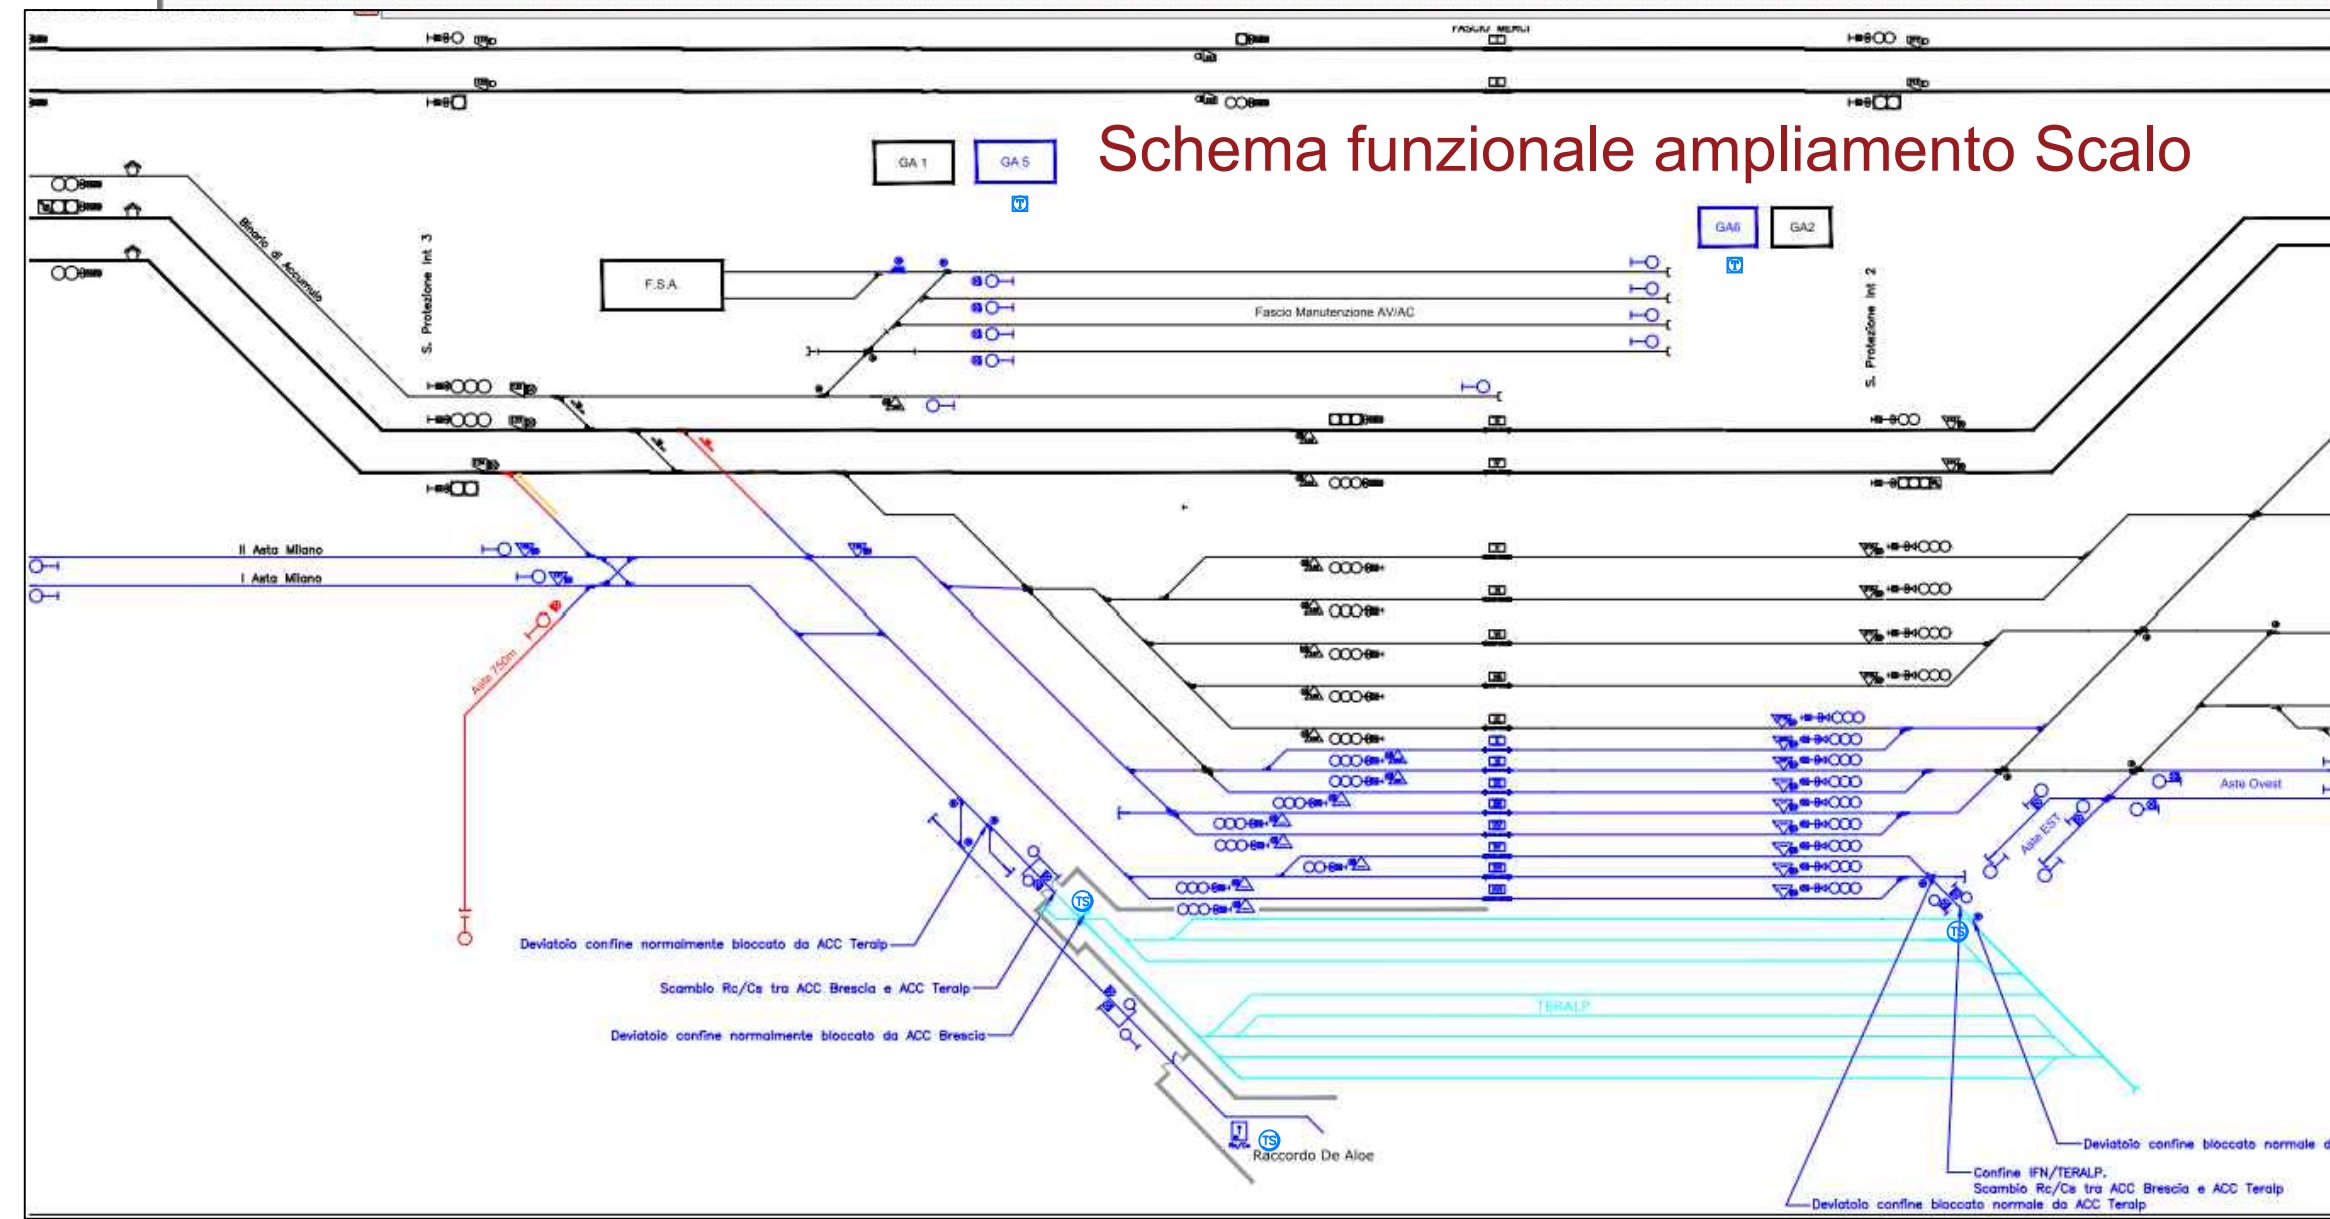 FASCIO MERCI
Schema funzionale ampliamento Scalo
GA 1
GA 5
T
GA6
GA2
T
Binario di Accumulo
S. Protezione Int 3
F.S.A.
Fascio Manutenzione AV/AC
S. Protezione Int 2
II Asta Milano
I Asta Milano
Asta 750m
Aste Ovest
Aste EST
TS
TS
Deviatoio confine normalmente bloccato da ACC Teralp
Scambio Rc/Cs tra ACC Brescia e ACC Teralp
Deviatoio confine normalmente bloccato da ACC Brescia
TERALP
TS
Raccordo De Aloe
Deviatoio confine bloccato normale d
Confine IFN/TERALP.
Scambio Rc/Cs tra ACC Brescia e ACC Teralp
Deviatoio confine bloccato normale da ACC Teralp